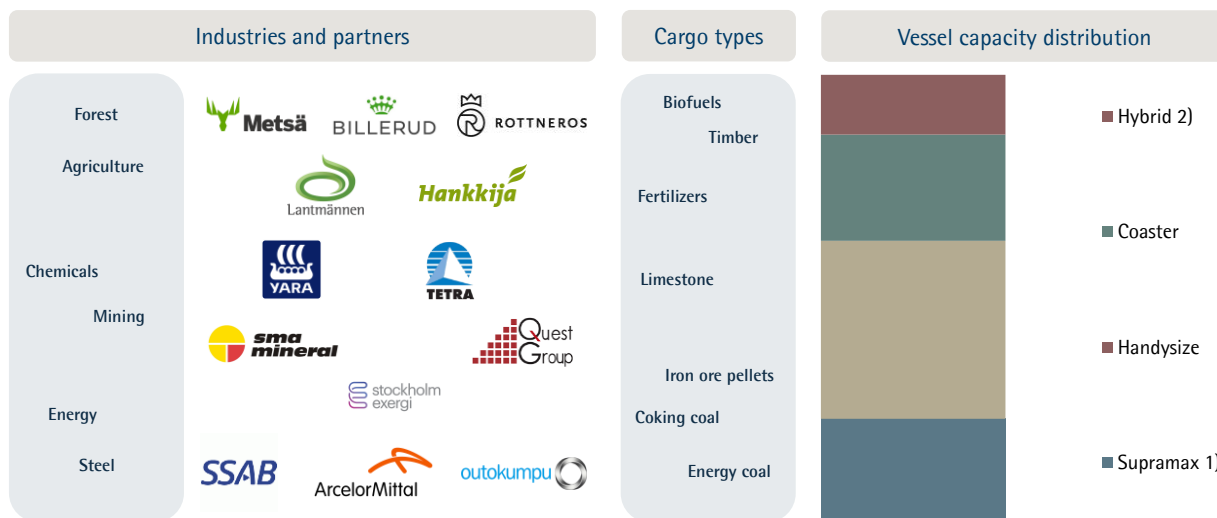 Industries and partners
Cargo types
Vessel capacity distribution
Forest
Metsä
BILLERUD
R ROTTNEROS
Agriculture
Lantmännen
Hankkija
Chemicals
YARA
TETRA
Mining
sma
mineral
Quest
Group
stockholm
exergi
Energy
Steel
SSAB
ArcelorMittal
outokumpu
Biofuels
Timber
Fertilizers
Limestone
Iron ore pellets
Coking coal
Energy coal
Hybrid 2)
Coaster
Handysize
Supramax 1)